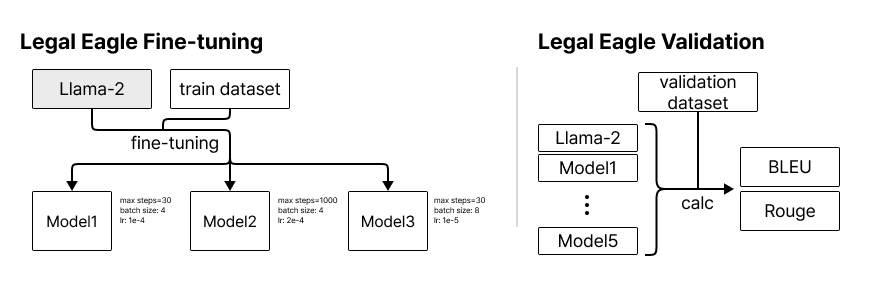 Legal Eagle Fine-tuning
Llama-2
train dataset
fine-tuning
Model1
max steps=30
batch size: 4
lr: 1e-4
Model2
max steps=1000
batch size: 4
lr: 2e-4
Model3
max steps=30
batch size: 8
lr: 1e-5
Legal Eagle Validation
validation
dataset
Llama-2
Model1
Model5
calc
BLEU
Rouge